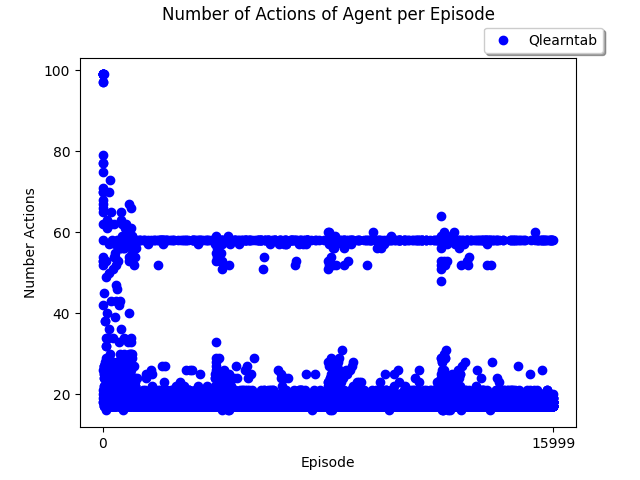 Number of Actions of Agent per Episode
Qlearntab
100
80
60
40
20
Number Actions
0
15999
Episode